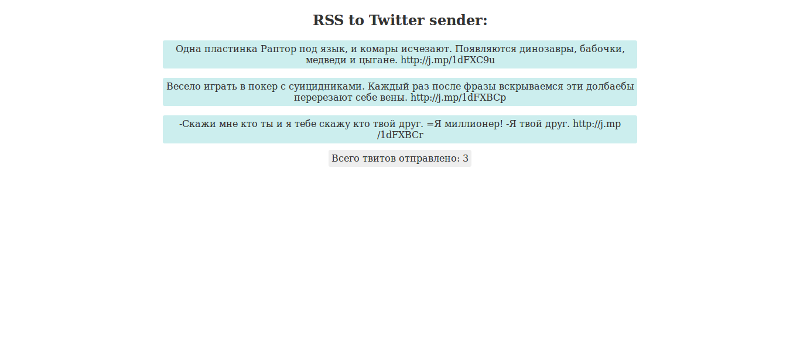 RSS to Twitter sender:
Одна пластинка Раптор под язык, и комары исчезают. Появляются динозавры, бабочки,
медведи и цыгане. http://j.mp/1dFXC9u
Весело играть в покер с суицидниками. Каждый раз после фразы вскрываемся эти долбаебы
перерезают себе вены. http://j.mp/1dFXBCp
-Скажи мне кто ты и я тебе скажу кто твой друг. =Я миллионер! -Я твой друг. http://j.mp
/1dFXBCr
Всего твитов отправлено: 3